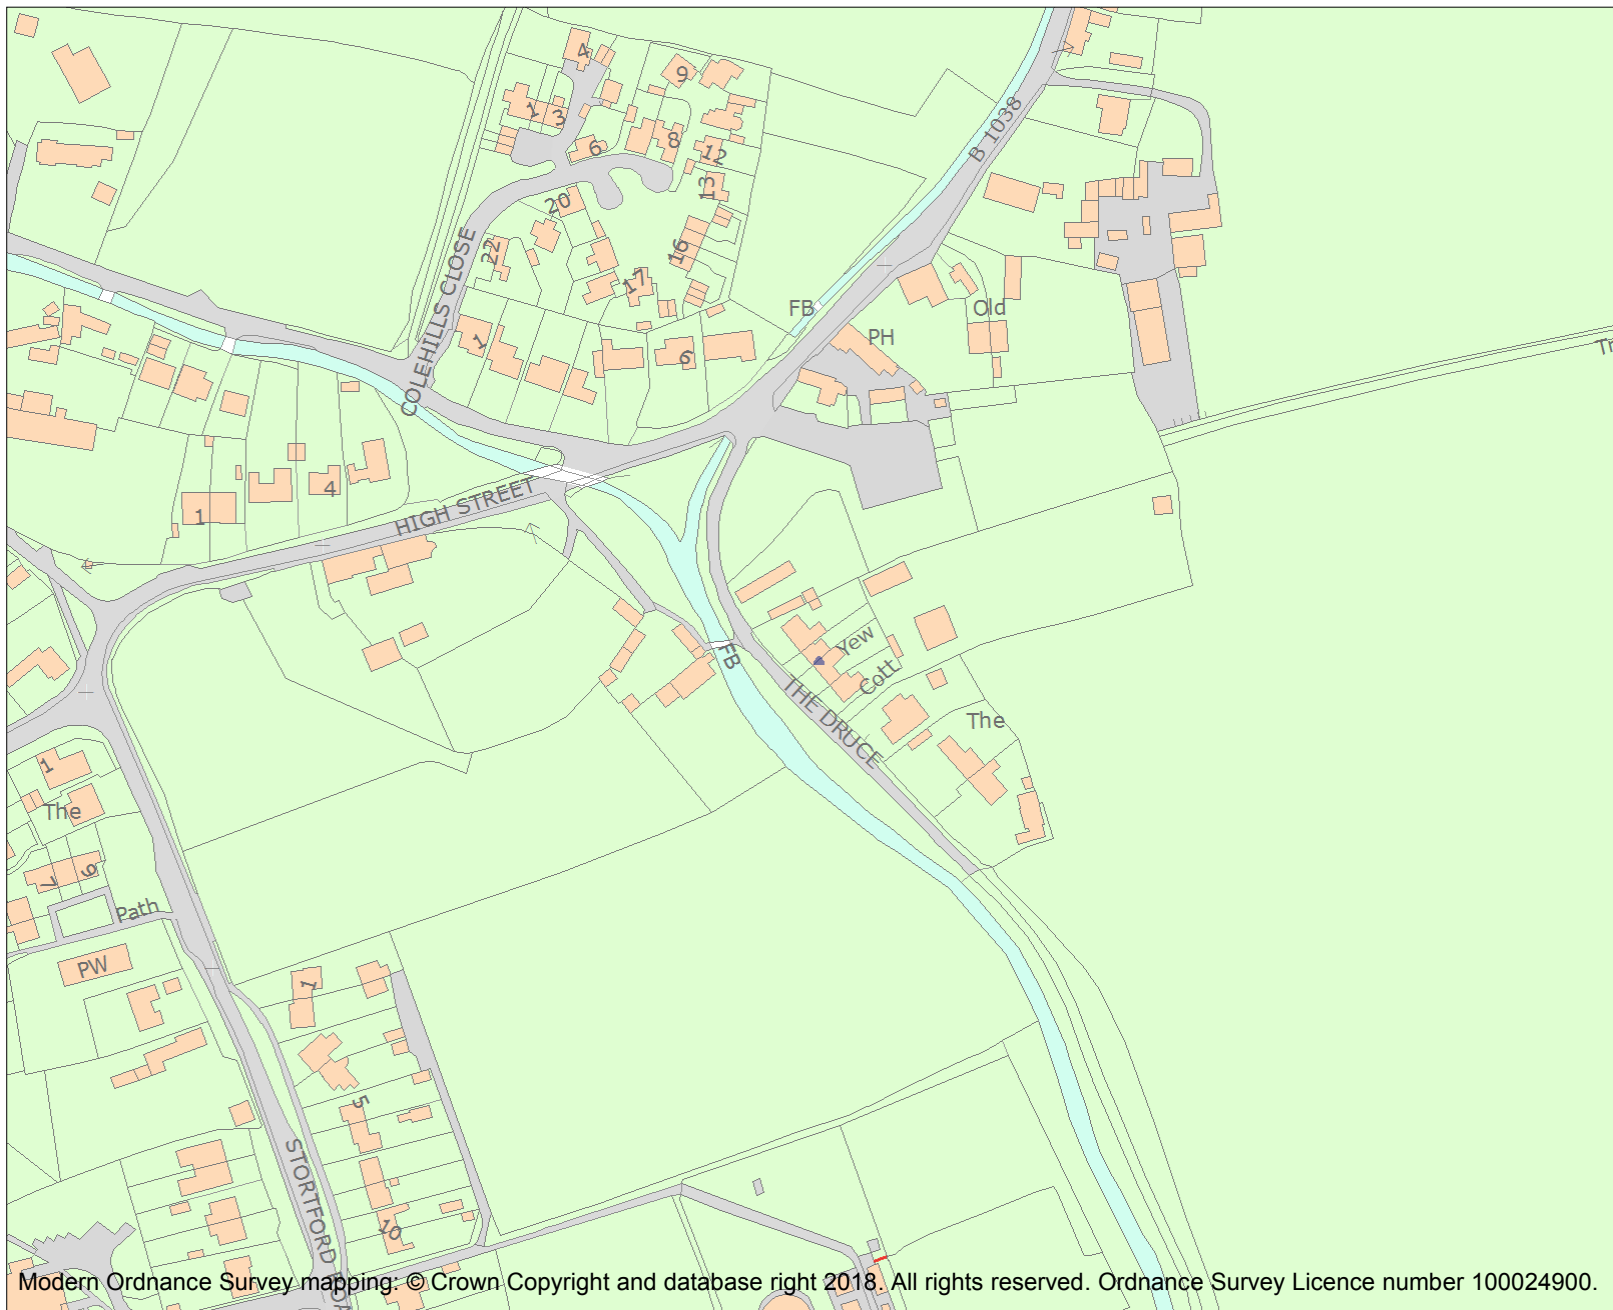 4
9
1
3
B 1038
6
8
12
13
20
22
16
17
COLEHILLS CLOSE
FB
Old
PH
1
6
Tr
4
1
HIGH STREET
Yew
Cott
FB
THE DRUCE
The
1
The
7
9
Path
PW
1
5
STORTFORD ROA
10
Modern Ordnance Survey mapping: © Crown Copyright and database right 2018. All rights reserved. Ordnance Survey Licence number 100024900.